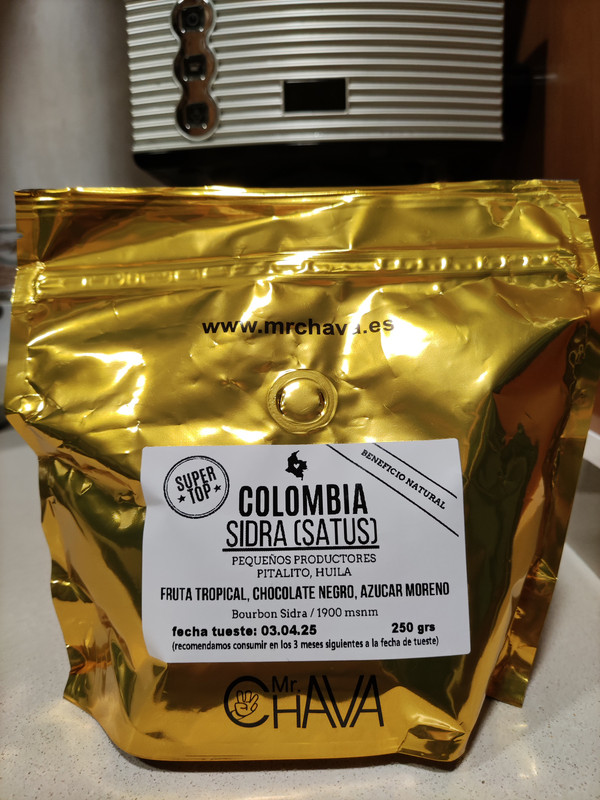 www.mrchava.es
SUPER
TOP
BENEFICIO NATURAL
COLOMBIA
SIDRA (SATUS)
PEQUEÑOS PRODUCTORES
PITALITO, HUILA
FRUTA TROPICAL, CHOCOLATE NEGRO, AZUCAR MORENO
Bourbon Sidra / 1900 msnm
fecha tueste: 03.04.25 250 grs
(recomendamos consumir en los 3 meses siguientes a la fecha de tueste)
Mr.
CHAVA